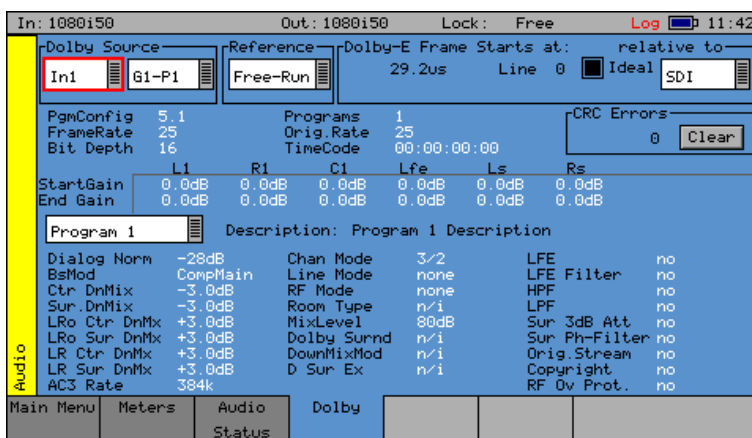 In: 1080i50 Out: 1080i50 Lock: Free Log 11:42
Dolby Source Reference Dolby-E Frame Starts at: relative to
In1 G1-P1 Free-Run 29.2us Line 0 Ideal SDI
PgmConfig 5.1 Programs 1 CRC Errors
FrameRate 25 Orig.Rate 25 0 Clear
Bit Depth 16 TimeCode 00:00:00:00
L1 R1 C1 Lfe Ls Rs
StartGain 0.0dB 0.0dB 0.0dB 0.0dB 0.0dB 0.0dB
End Gain 0.0dB 0.0dB 0.0dB 0.0dB 0.0dB 0.0dB
Program 1 Description: Program 1 Description
Dialog Norm -28dB Chan Mode 3/2 LFE no
BsMod CompMain Line Mode none LFE Filter no
Ctr DnMix -3.0dB RF Mode none HPF no
Sur.DnMix -3.0dB Room Type n/i LPF no
LRo Ctr DnMx +3.0dB MixLevel 80dB Sur 3dB Att no
LRo Sur DnMx +3.0dB Dolby Surnd n/i Sur Ph-Filter no
LR Ctr DnMx +3.0dB DownMixMod n/i Orig.Stream no
LR Sur DnMx +3.0dB D Sur Ex n/i Copyright no
AC3 Rate 384k RF Ov Prot. no
Audio
Main Menu Meters Audio Status Dolby